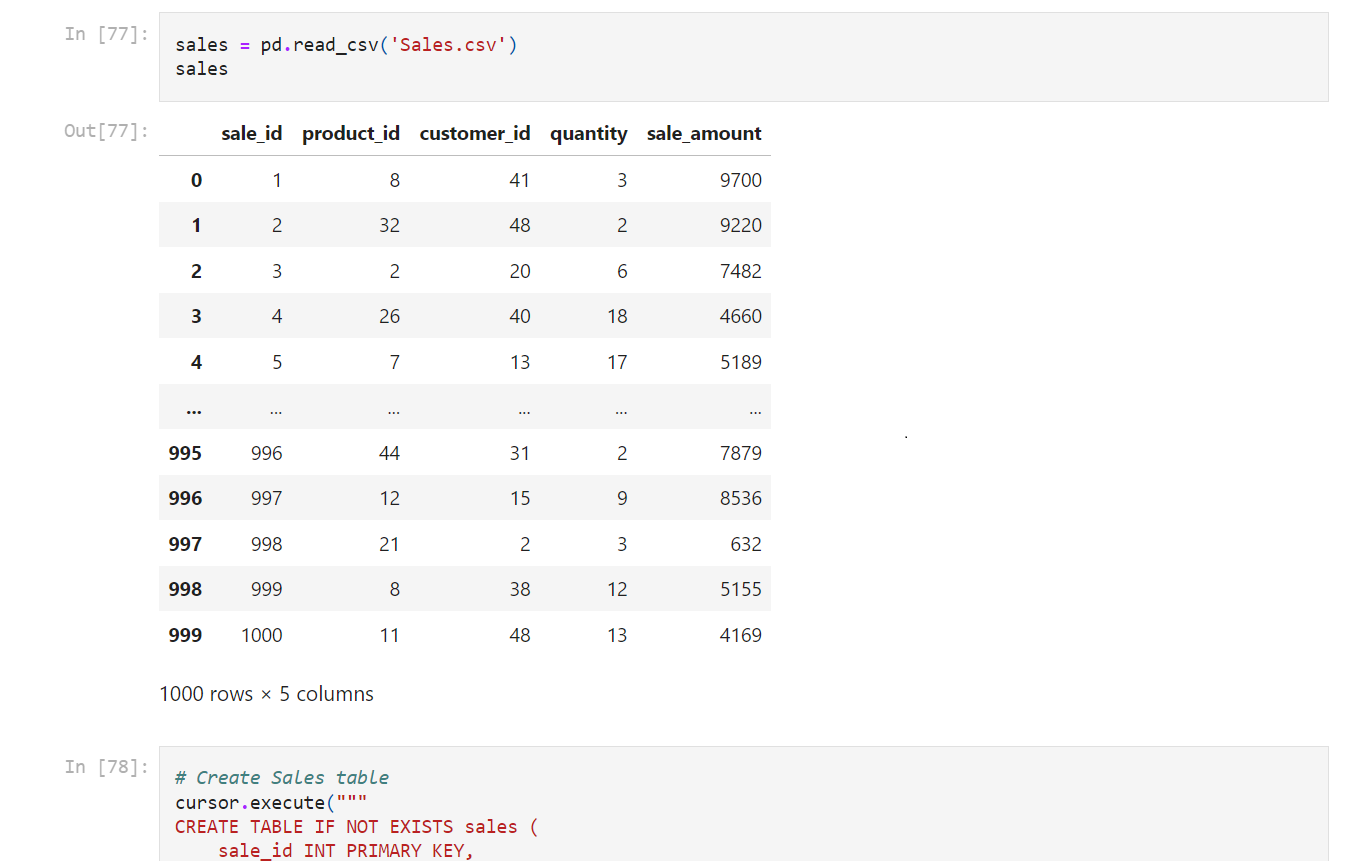 In [77]:
sales = pd.read_csv('Sales.csv')
sales
Out[77]:
sale_id product_id customer_id quantity sale_amount
0 1 8 41 3 9700
1 2 32 48 2 9220
2 3 2 20 6 7482
3 4 26 40 18 4660
4 5 7 13 17 5189
... ... ... ... ... ...
995 996 44 31 2 7879
996 997 12 15 9 8536
997 998 21 2 3 632
998 999 8 38 12 5155
999 1000 11 48 13 4169
1000 rows × 5 columns
In [78]:
# Create Sales table
cursor.execute("""
CREATE TABLE IF NOT EXISTS sales (
sale_id INT PRIMARY KEY,